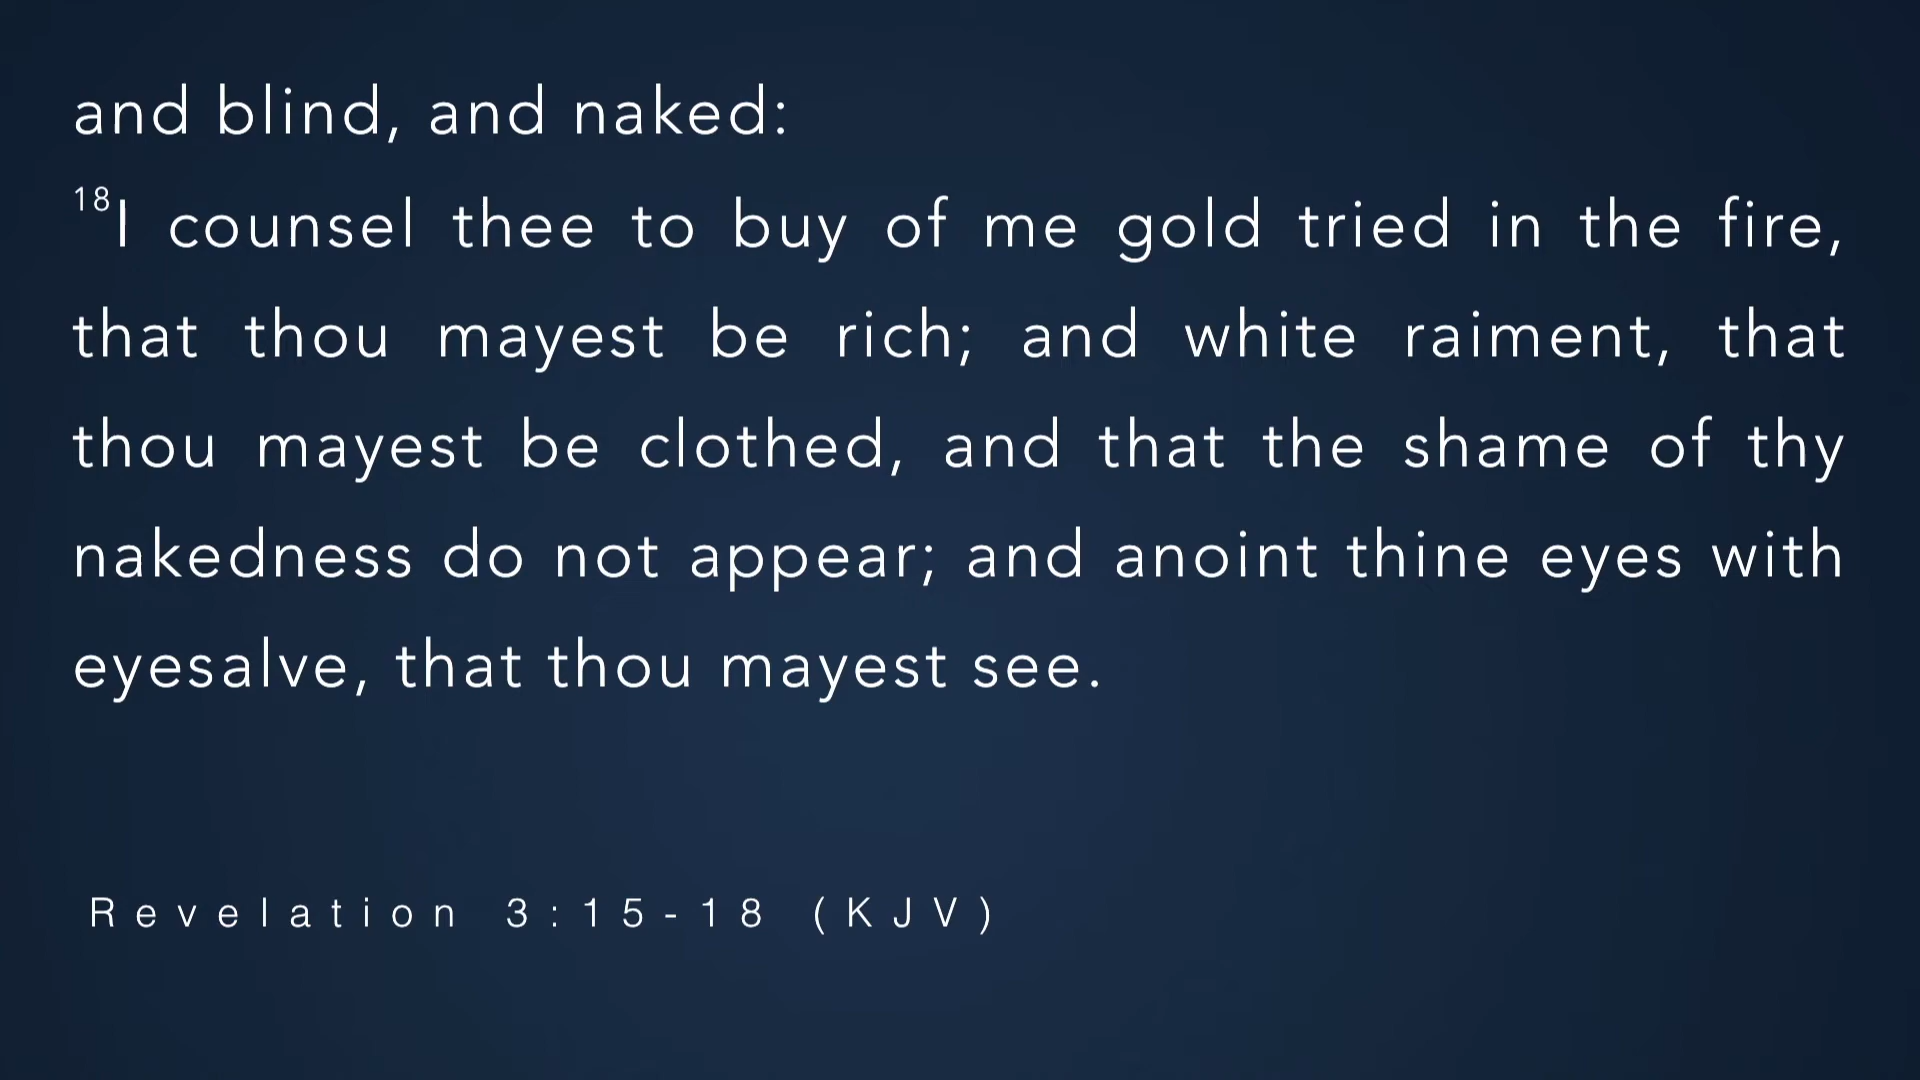 and blind, and naked:
18I counsel thee to buy of me gold tried in the fire,
that thou mayest be rich; and white raiment, that
thou mayest be clothed, and that the shame of thy
nakedness do not appear; and anoint thine eyes with
eyesalve, that thou mayest see.
Revelation 3:15-18 (KJV)